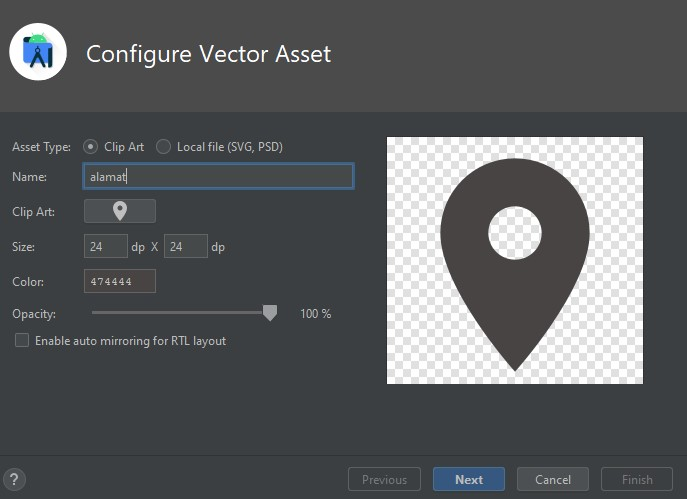 Configure Vector Asset
Asset Type: Clip Art Local file (SVG, PSD)
Name: alamat
Clip Art:
Size: 24 dp X 24 dp
Color: 474444
Opacity: 100 %
Enable auto mirroring for RTL layout
? Previous Next Cancel Finish